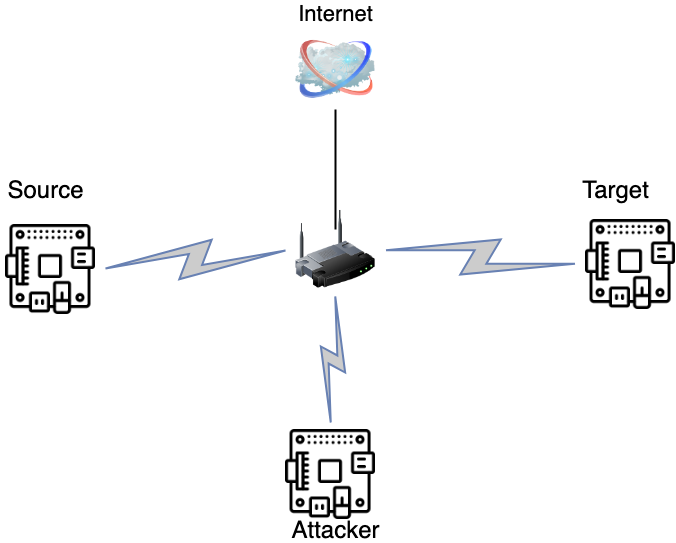 Internet
Source
Target
Attacker